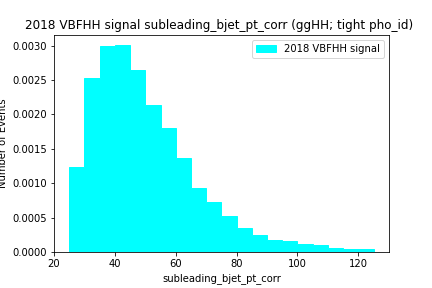 2018 VBFHH signal subleading_bjet_pt_corr (ggHH; tight pho_id)
2018 VBFHH signal
Number of Events
0.0030
0.0025
0.0020
0.0015
0.0010
0.0005
0.0000
20 40 60 80 100 120
subleading_bjet_pt_corr